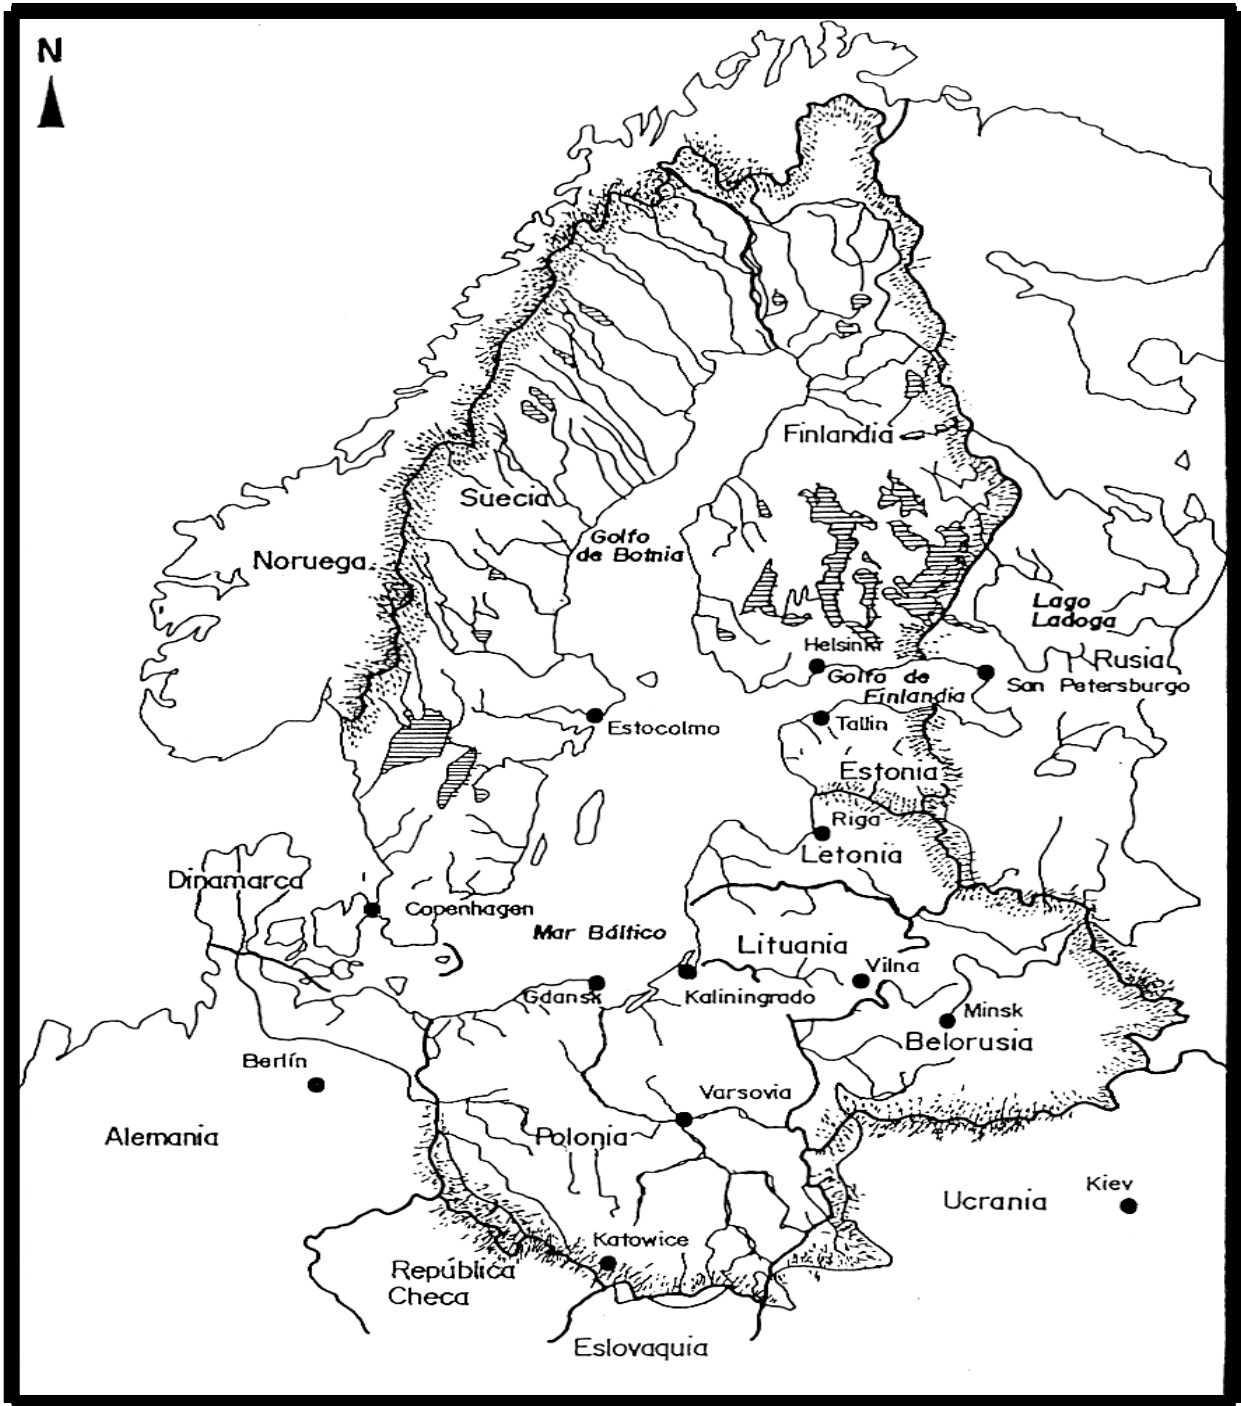 N
Finlandia
Suecia
Golfo
de Botnia
Noruega
Lago
Ladoga
Helsinki
Rusia
Golfo de
Finlandia
San Petersburgo
Estocolmo
Tallin
Estonia
Riga
Letonia
Dinamarca
Copenhagen
Mar Báltico
Lituania
Vilna
Gdansk
Kaliningrado
Minsk
Belorusia
Berlín
Varsovia
Alemania
Polonia
Kiev
Ucrania
Katowice
República
Checa
Eslovaquia